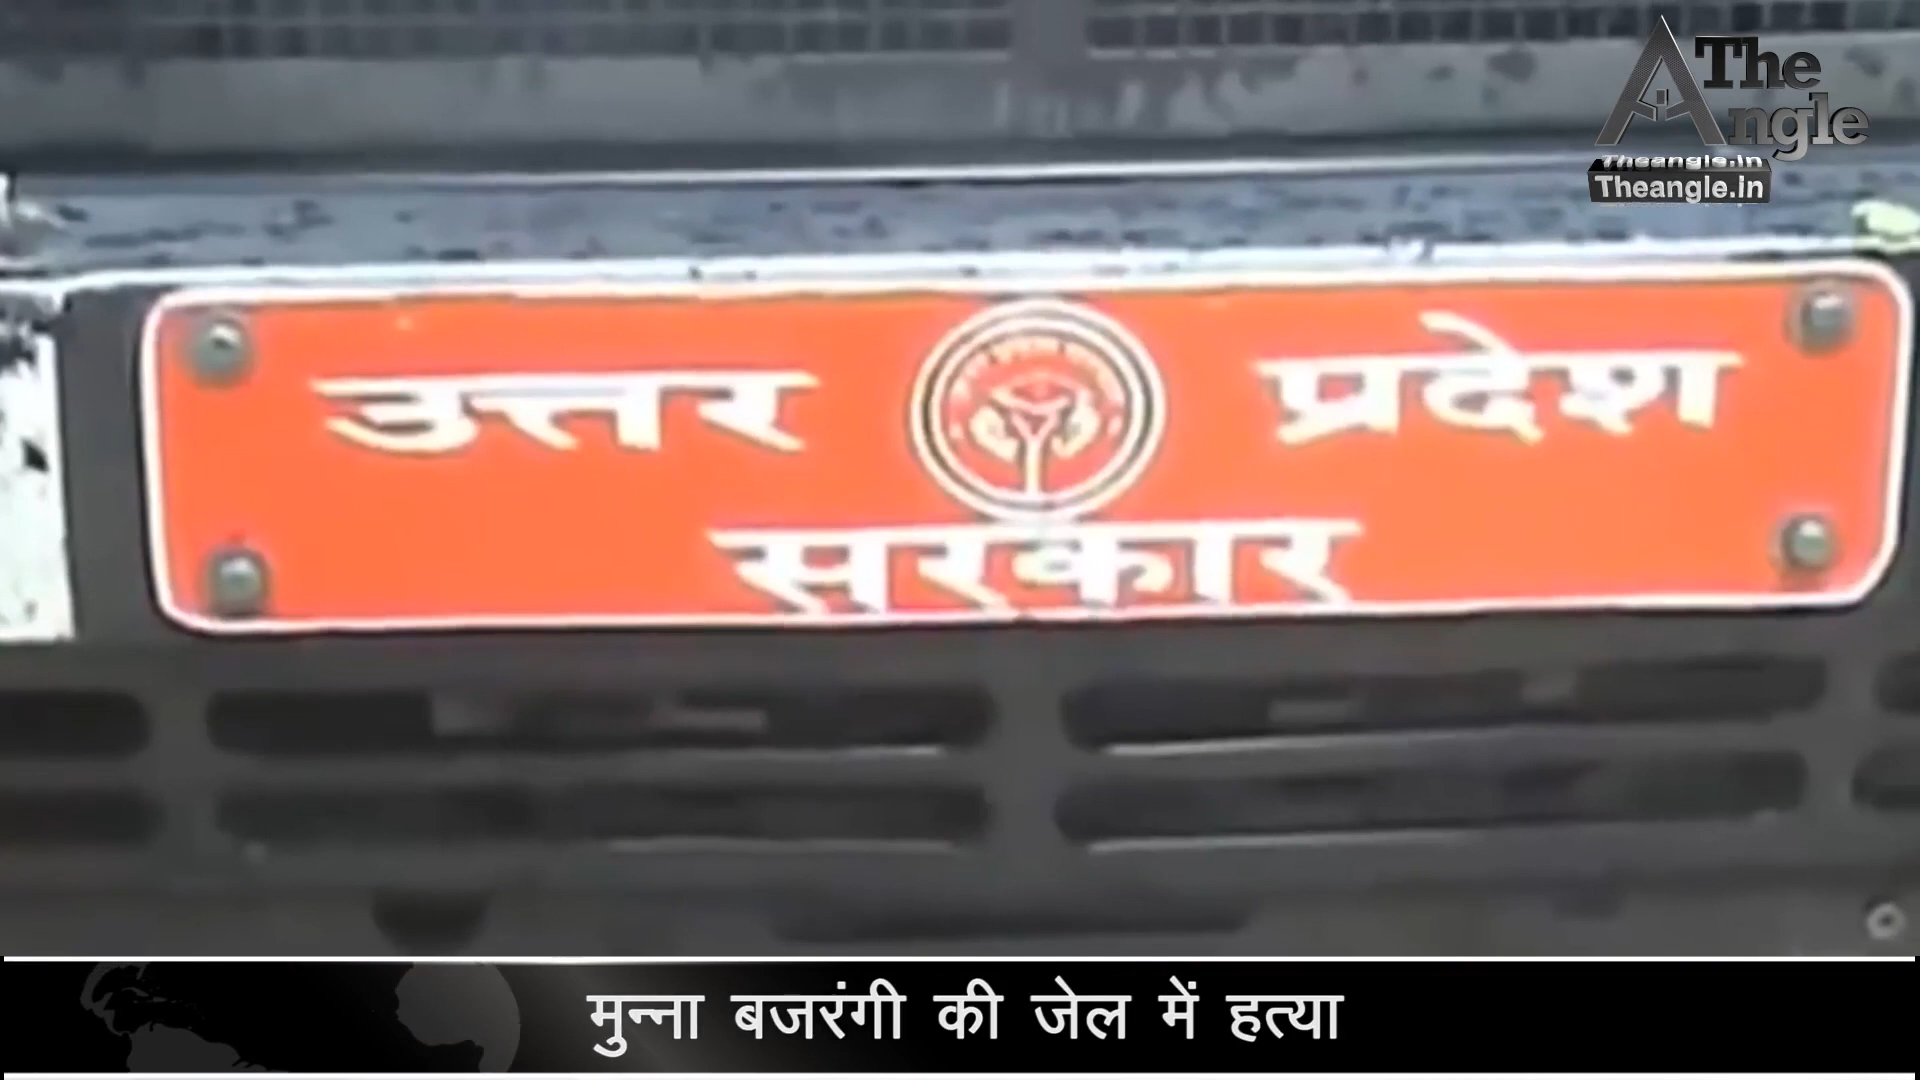 The
Angle
Theangle.in
Theangle.in
उत्तर प्रदेश
सरकार
मुन्ना बजरंगी की जेल में हत्या